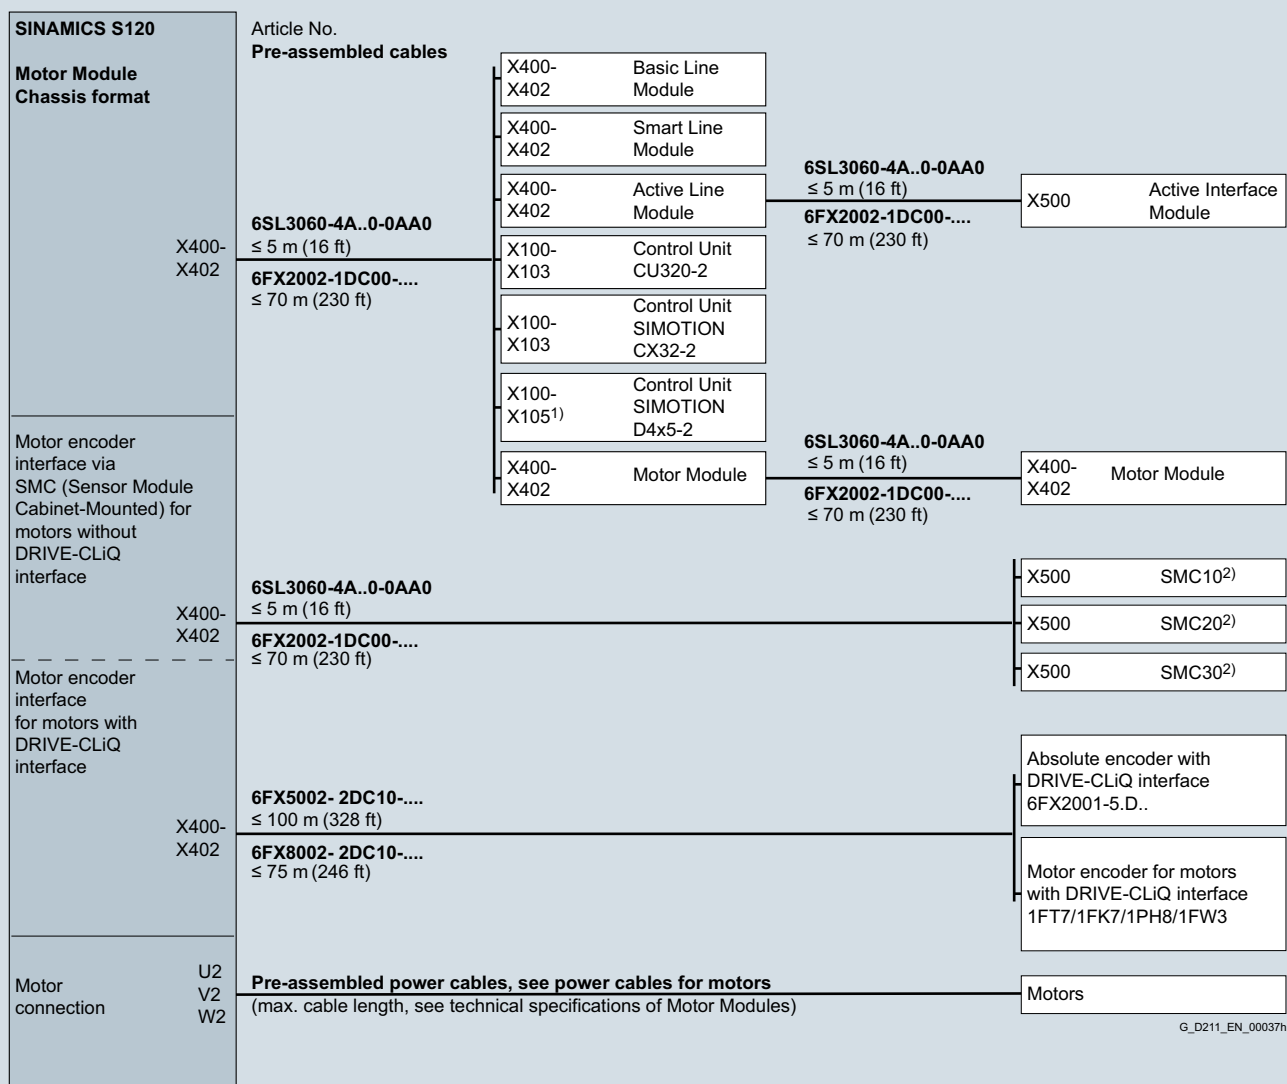 SINAMICS S120
Motor Module
Chassis format
Article No.
Pre-assembled cables
X400-
X402
6SL3060-4A..0-0AA0
≤ 5 m (16 ft)
6FX2002-1DC00-....
≤ 70 m (230 ft)
X400-
X402
Basic Line
Module
X400-
X402
Smart Line
Module
X400-
X402
Active Line
Module
6SL3060-4A..0-0AA0
≤ 5 m (16 ft)
6FX2002-1DC00-....
≤ 70 m (230 ft)
X500
Active Interface
Module
X100-
X103
Control Unit
CU320-2
X100-
X103
Control Unit
SIMOTION
CX32-2
X100-
X1051)
Control Unit
SIMOTION
D4x5-2
X400-
X402
Motor Module
6SL3060-4A..0-0AA0
≤ 5 m (16 ft)
6FX2002-1DC00-....
≤ 70 m (230 ft)
X400-
X402
Motor Module
Motor encoder
interface via
SMC (Sensor Module
Cabinet-Mounted) for
motors without
DRIVE-CLiQ
interface
X400-
X402
6SL3060-4A..0-0AA0
≤ 5 m (16 ft)
6FX2002-1DC00-....
≤ 70 m (230 ft)
X500 SMC102)
X500 SMC202)
X500 SMC302)
Motor encoder
interface
for motors with
DRIVE-CLiQ
interface
X400-
X402
6FX5002- 2DC10-....
≤ 100 m (328 ft)
6FX8002- 2DC10-....
≤ 75 m (246 ft)
Absolute encoder with
DRIVE-CLiQ interface
6FX2001-5.D..
Motor encoder for motors
with DRIVE-CLiQ interface
1FT7/1FK7/1PH8/1FW3
Motor
connection
U2
V2
W2
Pre-assembled power cables, see power cables for motors
(max. cable length, see technical specifications of Motor Modules)
Motors
G_D211_EN_00037h